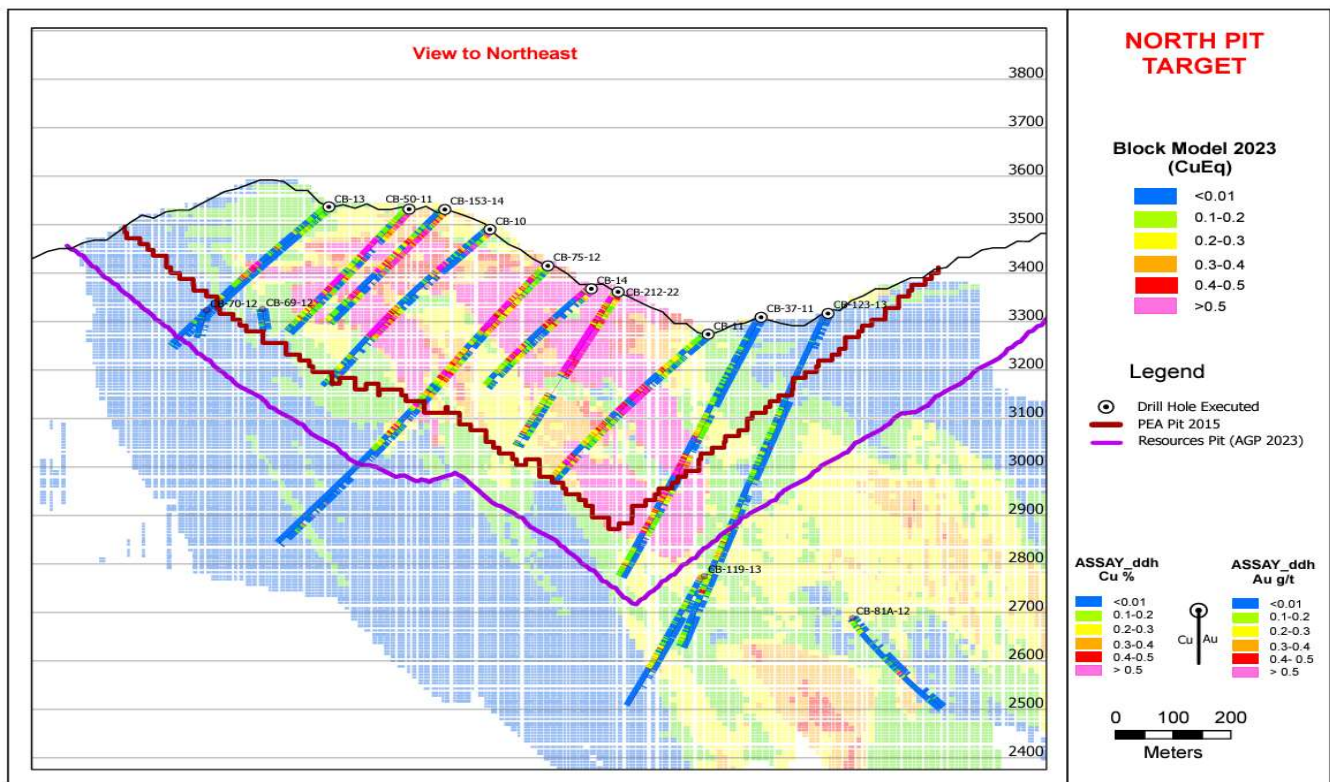 View to Northeast
3800
3700
3600
3500
3400
3300
3200
3100
3000
2900
2800
2700
2600
2500
2400
CB-13
CB-50-11
CB-153-14
CB-10
CB-75-12
CB-14
CB-212-22
CB-11
CB-37-11
CB-123-13
CB-70-12
CB-69-12
CB-119-13
CB-81A-12
NORTH PIT
TARGET
Block Model 2023
(CuEq)
<0.01
0.1-0.2
0.2-0.3
0.3-0.4
0.4-0.5
>0.5
Legend
Drill Hole Executed
PEA Pit 2015
Resources Pit (AGP 2023)
ASSAY_ddh
Cu %
<0.01
0.1-0.2
0.2-0.3
0.3-0.4
0.4- 0.5
> 0.5
Cu Au
ASSAY_ddh
Au g/t
<0.01
0.1-0.2
0.2-0.3
0.3-0.4
0.4- 0.5
> 0.5
0 100 200
Meters